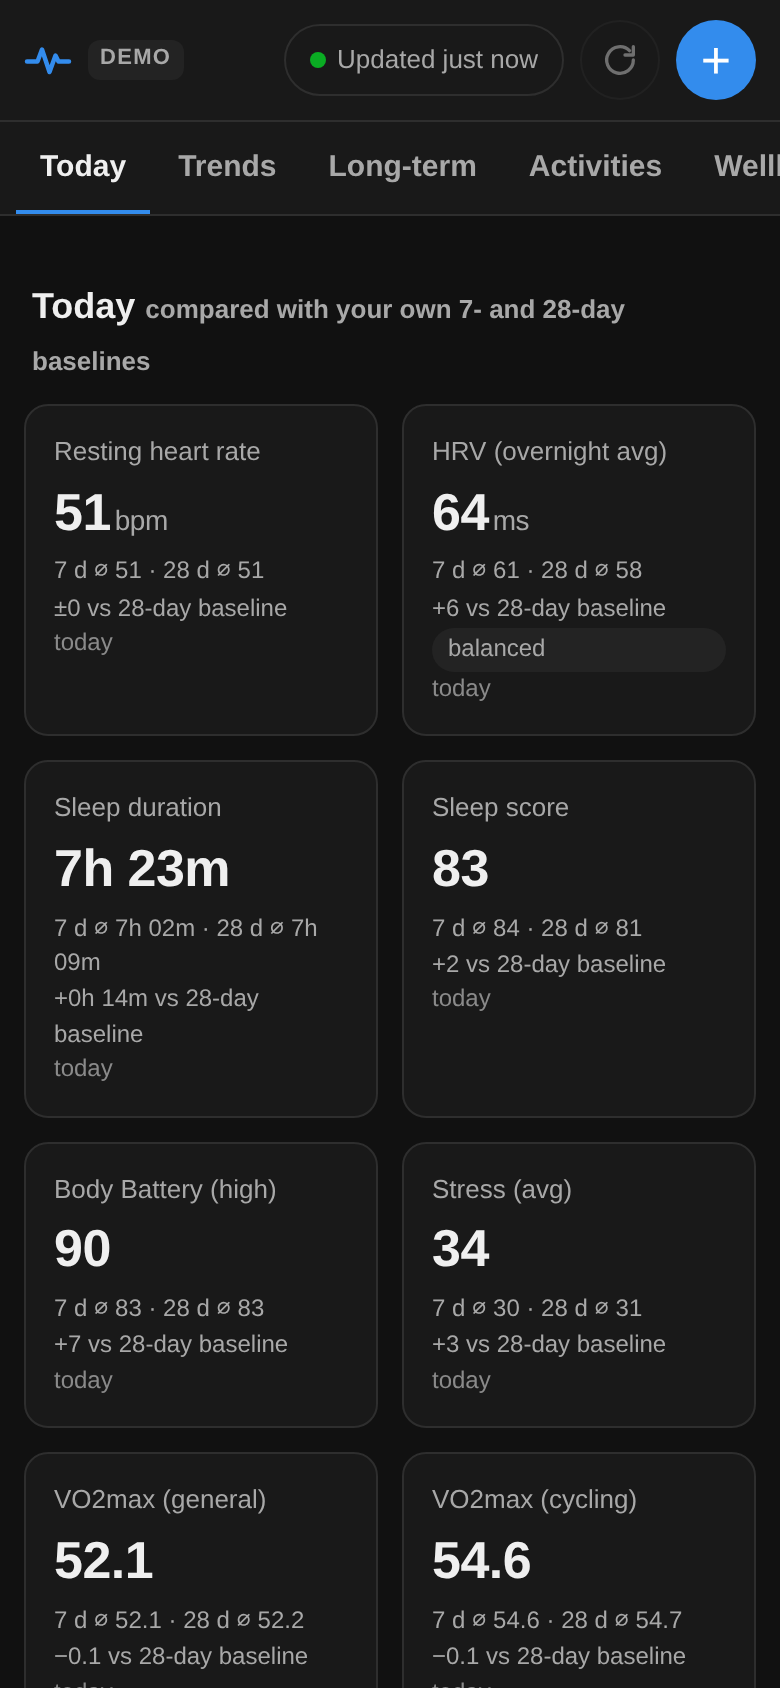 DEMO
Updated just now
Today
Trends
Long-term
Activities
Today compared with your own 7- and 28-day
baselines
Resting heart rate
51 bpm
7 d ⌀ 51 · 28 d ⌀ 51
±0 vs 28-day baseline
today
HRV (overnight avg)
64 ms
7 d ⌀ 61 · 28 d ⌀ 58
+6 vs 28-day baseline
balanced
today
Sleep duration
7h 23m
7 d ⌀ 7h 02m · 28 d ⌀ 7h
09m
+0h 14m vs 28-day
baseline
today
Sleep score
83
7 d ⌀ 84 · 28 d ⌀ 81
+2 vs 28-day baseline
today
Body Battery (high)
90
7 d ⌀ 83 · 28 d ⌀ 83
+7 vs 28-day baseline
today
Stress (avg)
34
7 d ⌀ 30 · 28 d ⌀ 31
+3 vs 28-day baseline
today
VO2max (general)
52.1
7 d ⌀ 52.1 · 28 d ⌀ 52.2
−0.1 vs 28-day baseline
VO2max (cycling)
54.6
7 d ⌀ 54.6 · 28 d ⌀ 54.7
−0.1 vs 28-day baseline